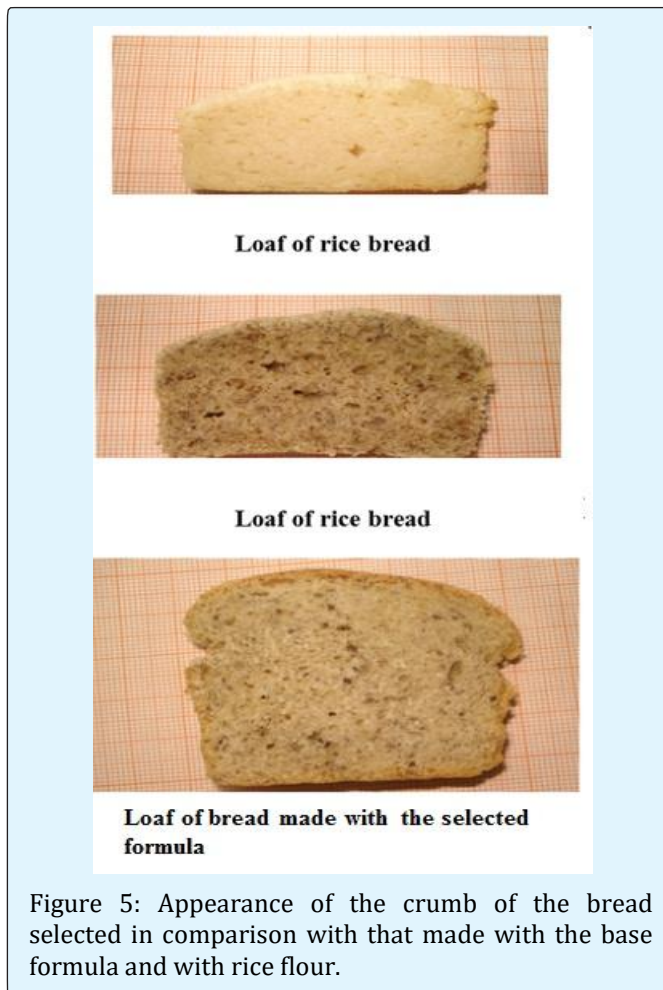 Loaf of rice bread
Loaf of rice bread
Loaf of bread made with the selected
formula
Figure 5: Appearance of the crumb of the bread
selected in comparison with that made with the base
formula and with rice flour.